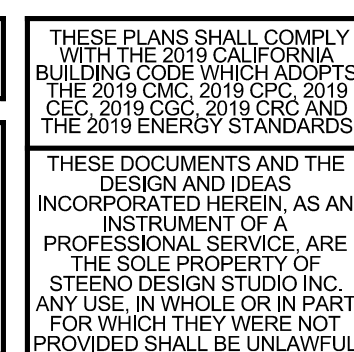 THESE PLANS SHALL COMPLY
WITH THE 2019 CALIFORNIA
BUILDING CODE WHICH ADOPTS
THE 2019 CMC, 2019 CPC, 2019
CEC, 2019 CGC, 2019 CRC AND
THE 2019 ENERGY STANDARDS
THESE DOCUMENTS AND THE
DESIGN AND IDEAS
INCORPORATED HEREIN, AS AN
INSTRUMENT OF A
PROFESSIONAL SERVICE, ARE
THE SOLE PROPERTY OF
STEENO DESIGN STUDIO INC.
ANY USE, IN WHOLE OR IN PART
FOR WHICH THEY WERE NOT
PROVIDED SHALL BE UNLAWFUL